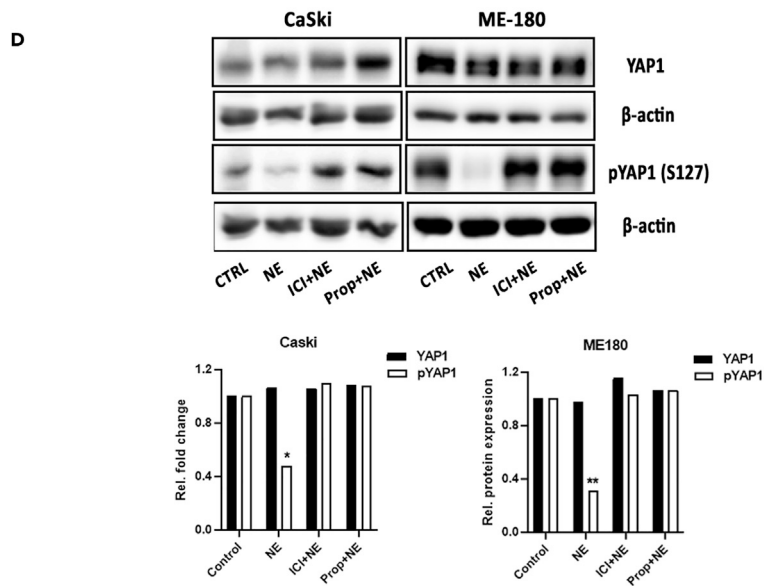 D
CaSki ME-180
YAP1
β-actin
pYAP1 (S127)
β-actin
CTRL NE ICI+NE Prop+NE CTRL NE ICI+NE Prop+NE
Caski
YAP1
pYAP1
Rel. fold change
1.2
0.8
0.4
0.0
*
Control NE ICI+NE Prop+NE
ME180
YAP1
pYAP1
Rel. protein expression
1.2
0.8
0.4
0.0
**
Control NE ICI+NE Prop+NE